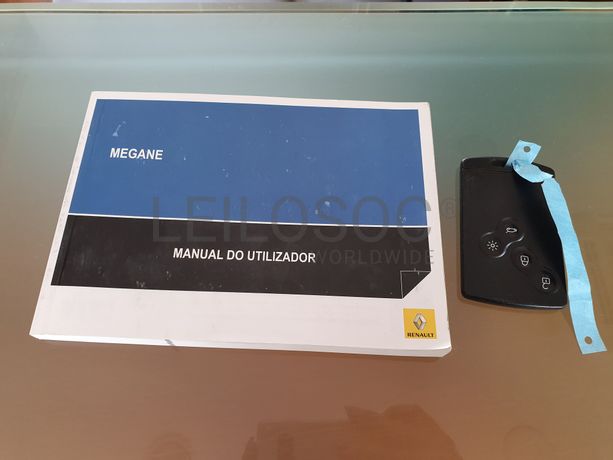 MEGANE
LEILOSOC®
MANUAL DO UTILIZADOR
WORLDWIDE
RENAULT